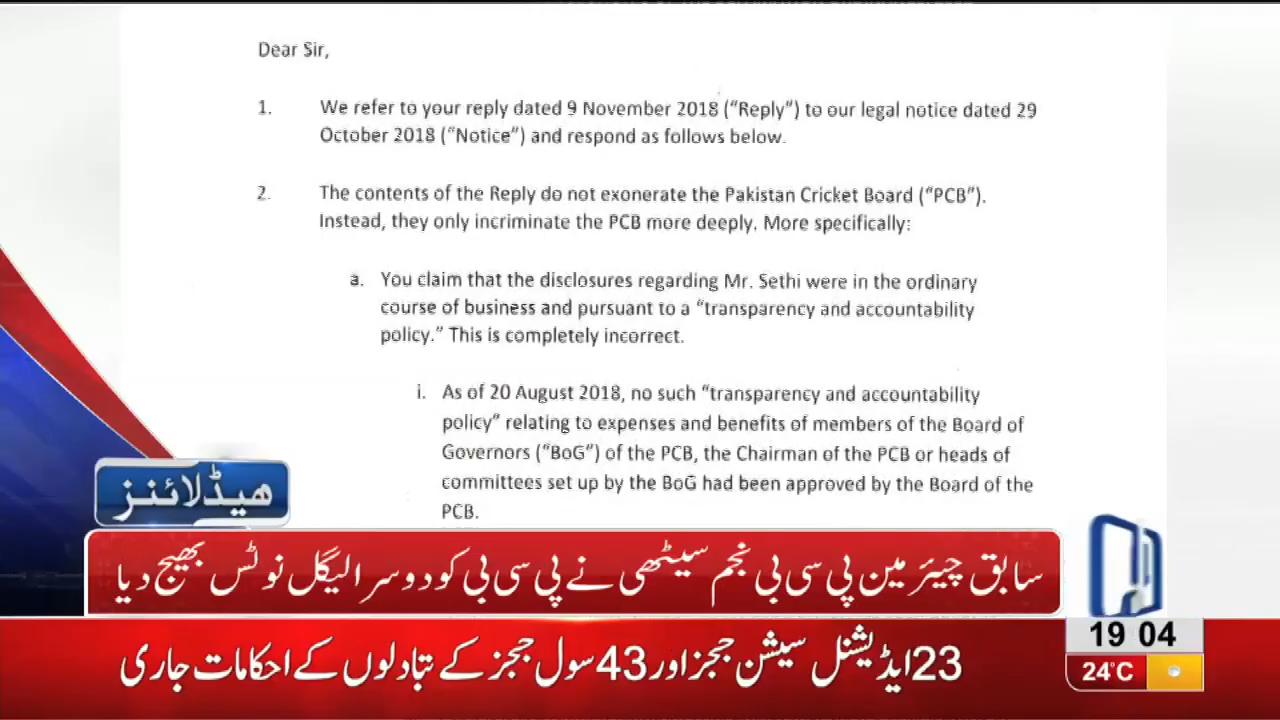 Dear Sir,
1. We refer to your reply dated 9 November 2018 (“Reply”) to our legal notice dated 29
October 2018 (“Notice”) and respond as follows below.
2. The contents of the Reply do not exonerate the Pakistan Cricket Board (“PCB”).
Instead, they only incriminate the PCB more deeply. More specifically:
a. You claim that the disclosures regarding Mr. Sethi were in the ordinary
course of business and pursuant to a “transparency and accountability
policy.” This is completely incorrect.
i. As of 20 August 2018, no such “transparency and accountability
policy” relating to expenses and benefits of members of the Board of
Governors (“BoG”) of the PCB, the Chairman of the PCB or heads of
committees set up by the BoG had been approved by the Board of the
PCB.
ھیڈلائنز
سابق چیئرمین پی سی بی نجم سیٹھی نے پی سی بی کو دوسرا لیگل نوٹس بھیج دیا
19 04
23 ایڈیشنل سیشن ججز اور 43 سول ججز کے تبادلوں کے احکامات جاری
24°C